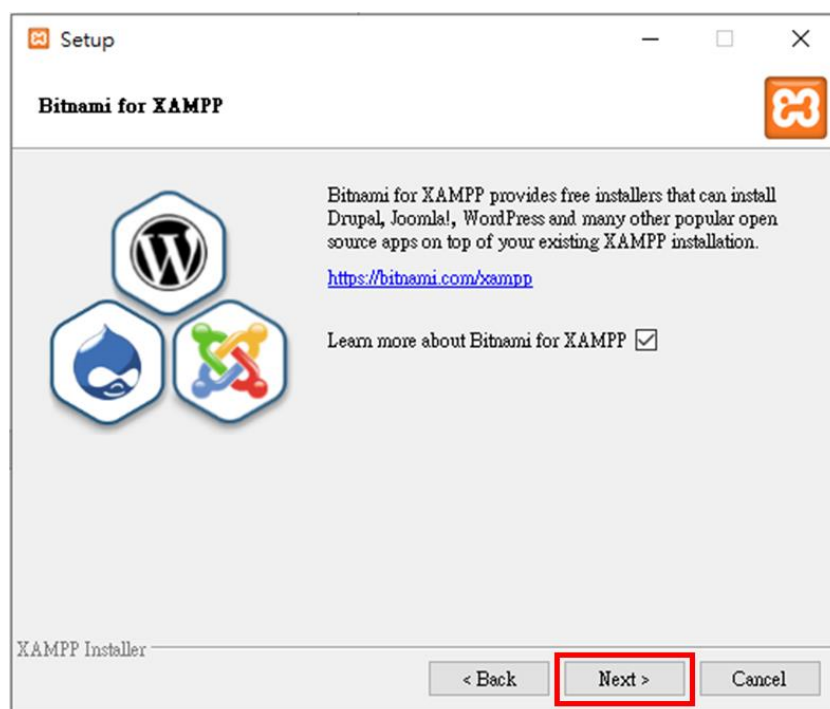 Setup
Bitnami for XAMPP
Bitnami for XAMPP provides free installers that can install
Drupal, Joomla!, WordPress and many other popular open
source apps on top of your existing XAMPP installation.
https://bitnami.com/xampp
Learn more about Bitnami for XAMPP
XAMPP Installer
< Back
Next >
Cancel